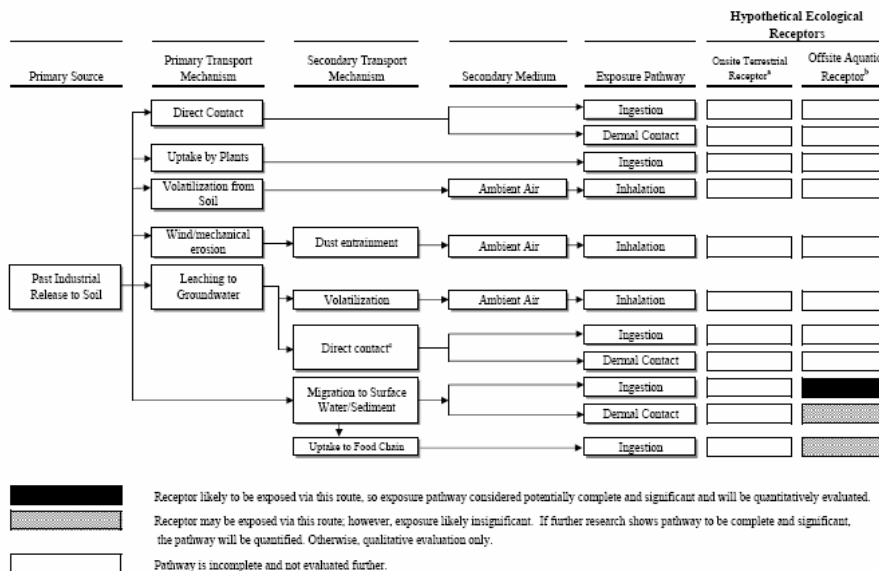 Hypothetical Ecological
Receptors
Primary Source
Primary Transport
Mechanism
Secondary Transport
Mechanism
Secondary Medium
Exposure Pathway
Onsite Terrestrial
Receptorᵃ
Offsite Aquatic
Receptorᵇ
Direct Contact
Ingestion
Dermal Contact
Uptake by Plants
Ingestion
Volatilization from
Soil
Ambient Air
Inhalation
Wind/mechanical
erosion
Dust entrainment
Ambient Air
Inhalation
Past Industrial
Release to Soil
Leaching to
Groundwater
Volatilization
Ambient Air
Inhalation
Direct contactᶜ
Ingestion
Dermal Contact
Migration to Surface
Water/Sediment
Ingestion
Dermal Contact
Uptake to Food Chain
Ingestion
Receptor likely to be exposed via this route, so exposure pathway considered potentially complete and significant and will be quantitatively evaluated.
Receptor may be exposed via this route; however, exposure likely insignificant. If further research shows pathway to be complete and significant,
the pathway will be quantified. Otherwise, qualitative evaluation only.
Pathway is incomplete and not evaluated further.